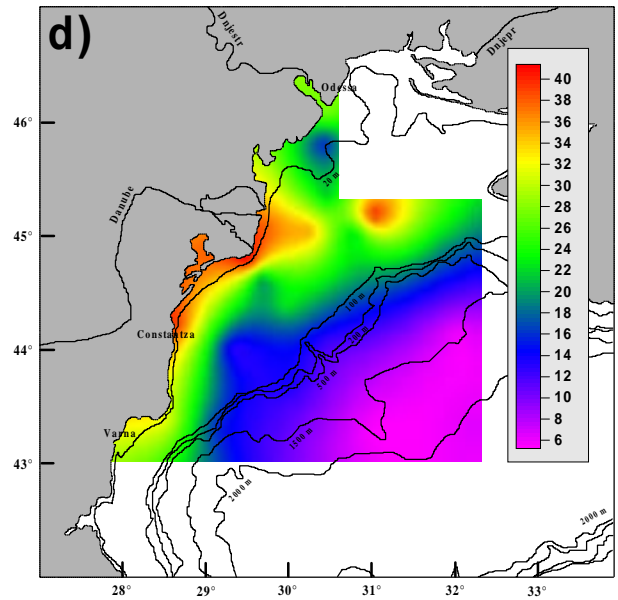 d)
Dnjestr
Dnjepr
Odessa
46°
20 m
Danube
45°
100 m
200 m
Constantza
44°
500 m
Varna
1500 m
43°
2000 m
2000 m
28°
29°
30°
31°
32°
33°
40
38
36
34
32
30
28
26
24
22
20
18
16
14
12
10
8
6